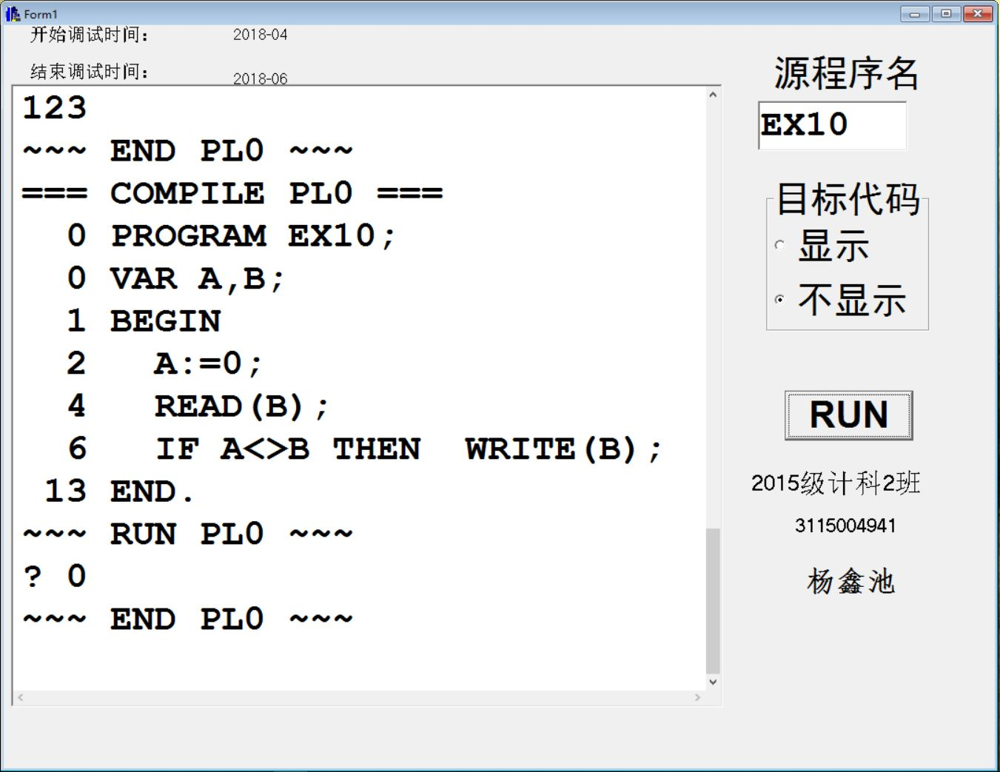 Form1
开始调试时间： 2018-04
结束调试时间： 2018-06
123
~~~ END PL0 ~~~
=== COMPILE PL0 ===
0 PROGRAM EX10;
0 VAR A,B;
1 BEGIN
2 A:=0;
4 READ(B);
6 IF A<>B THEN  WRITE(B);
13 END.
~~~ RUN PL0 ~~~
? 0
~~~ END PL0 ~~~
源程序名
EX10
目标代码
显示
不显示
RUN
2015级计科2班
3115004941
杨鑫池